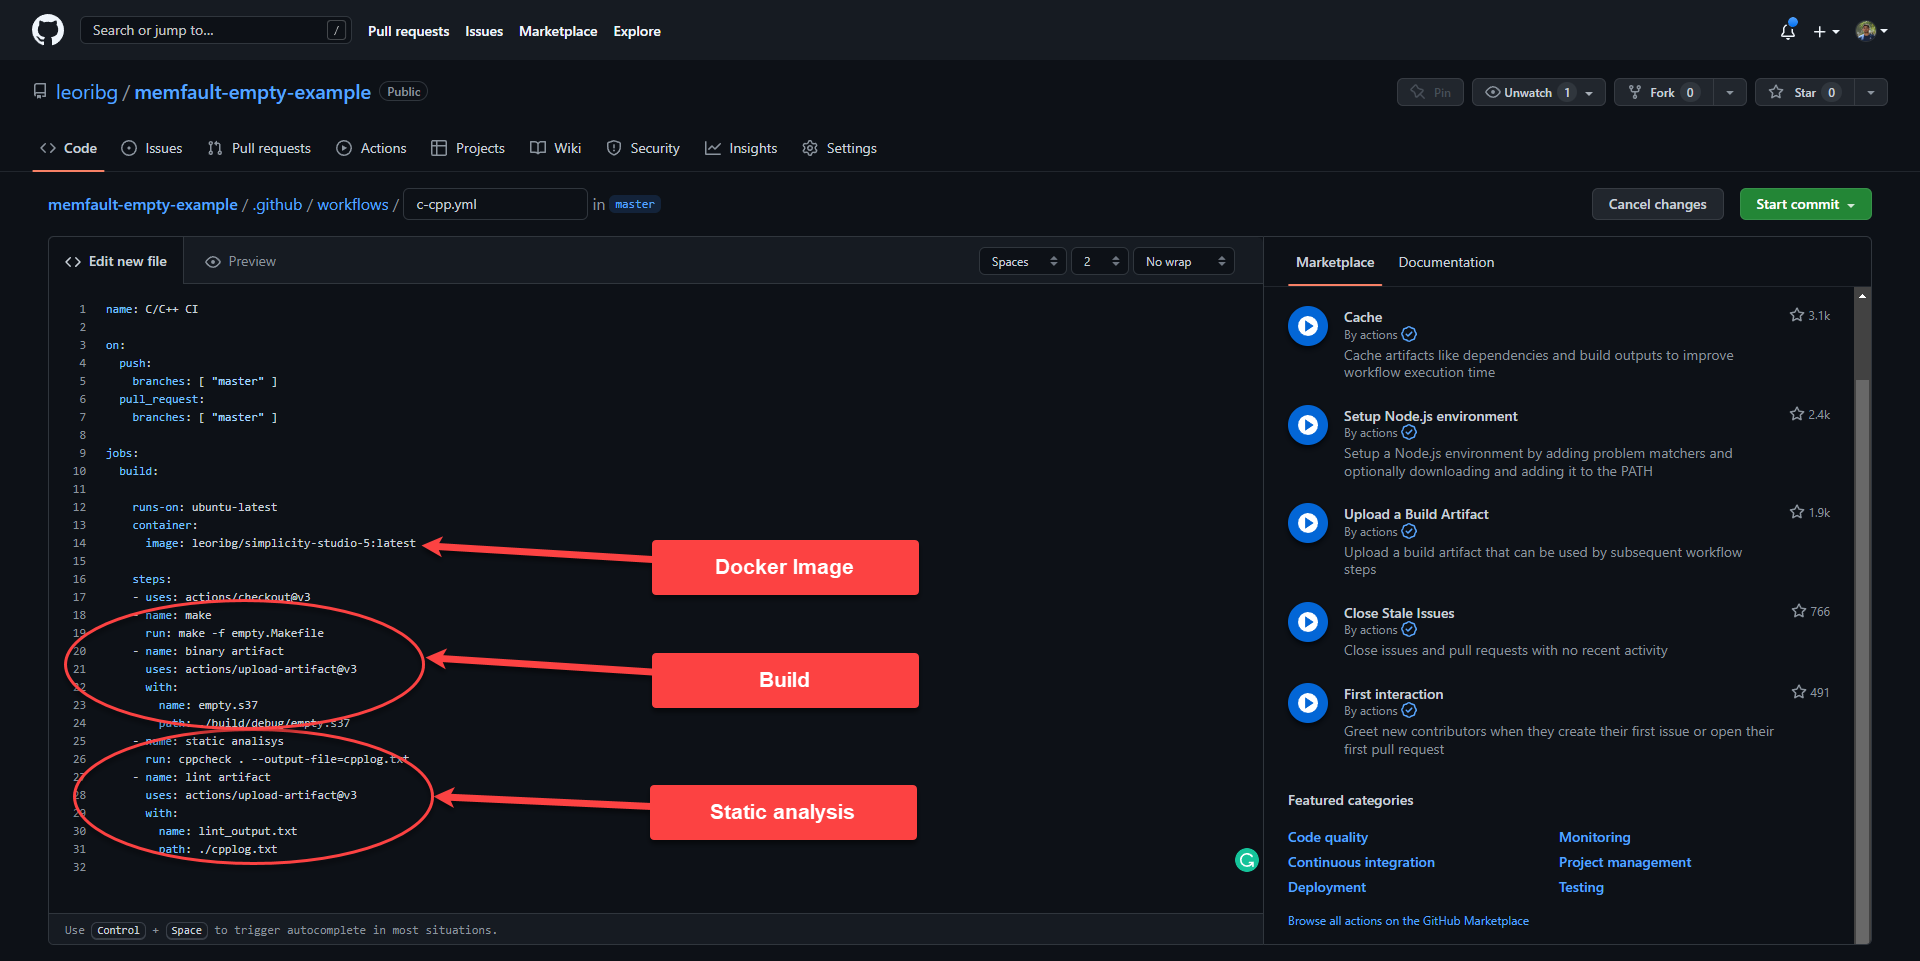 Search or jump to... /
Pull requests Issues Marketplace Explore
leoribg / memfault-empty-example Public
Pin Unwatch 1 Fork 0 Star 0
Code Issues Pull requests Actions Projects Wiki Security Insights Settings
memfault-empty-example / .github / workflows / c-cpp.yml in master
Cancel changes Start commit
Edit new file Preview Spaces 2 No wrap
1 name: C/C++ CI
2
3 on:
4 push:
5 branches: [ "master" ]
6 pull_request:
7 branches: [ "master" ]
8
9 jobs:
10 build:
11
12 runs-on: ubuntu-latest
13 container:
14 image: leoribg/simplicity-studio-5:latest
15
16 steps:
17 - uses: actions/checkout@v3
18 - name: make
19 run: make -f empty.Makefile
20 - name: binary artifact
21 uses: actions/upload-artifact@v3
22 with:
23 name: empty.s37
24 path: ./build/debug/empty.s37
25 - name: static analisys
26 run: cppcheck . --output-file=cpplog.txt
27 - name: lint artifact
28 uses: actions/upload-artifact@v3
29 with:
30 name: lint_output.txt
31 path: ./cpplog.txt
32
Docker Image
Build
Static analysis
Use Control + Space to trigger autocomplete in most situations.
Marketplace Documentation
Cache 3.1k
By actions
Cache artifacts like dependencies and build outputs to improve
workflow execution time
Setup Node.js environment 2.4k
By actions
Setup a Node.js environment by adding problem matchers and
optionally downloading and adding it to the PATH
Upload a Build Artifact 1.9k
By actions
Upload a build artifact that can be used by subsequent workflow
steps
Close Stale Issues 766
By actions
Close issues and pull requests with no recent activity
First interaction 491
By actions
Greet new contributors when they create their first issue or open their
first pull request
Featured categories
Code quality Monitoring
Continuous integration Project management
Deployment Testing
Browse all actions on the GitHub Marketplace